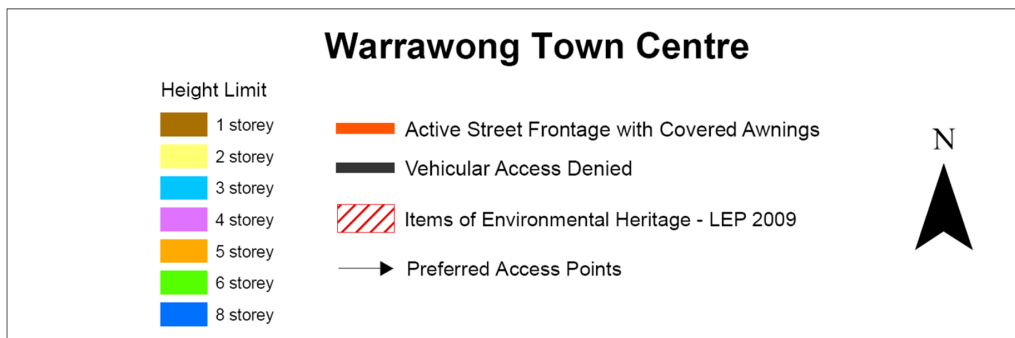 Warrawong Town Centre
Height Limit
1 storey
2 storey
3 storey
4 storey
5 storey
6 storey
8 storey
Active Street Frontage with Covered Awnings
Vehicular Access Denied
Items of Environmental Heritage - LEP 2009
Preferred Access Points
N